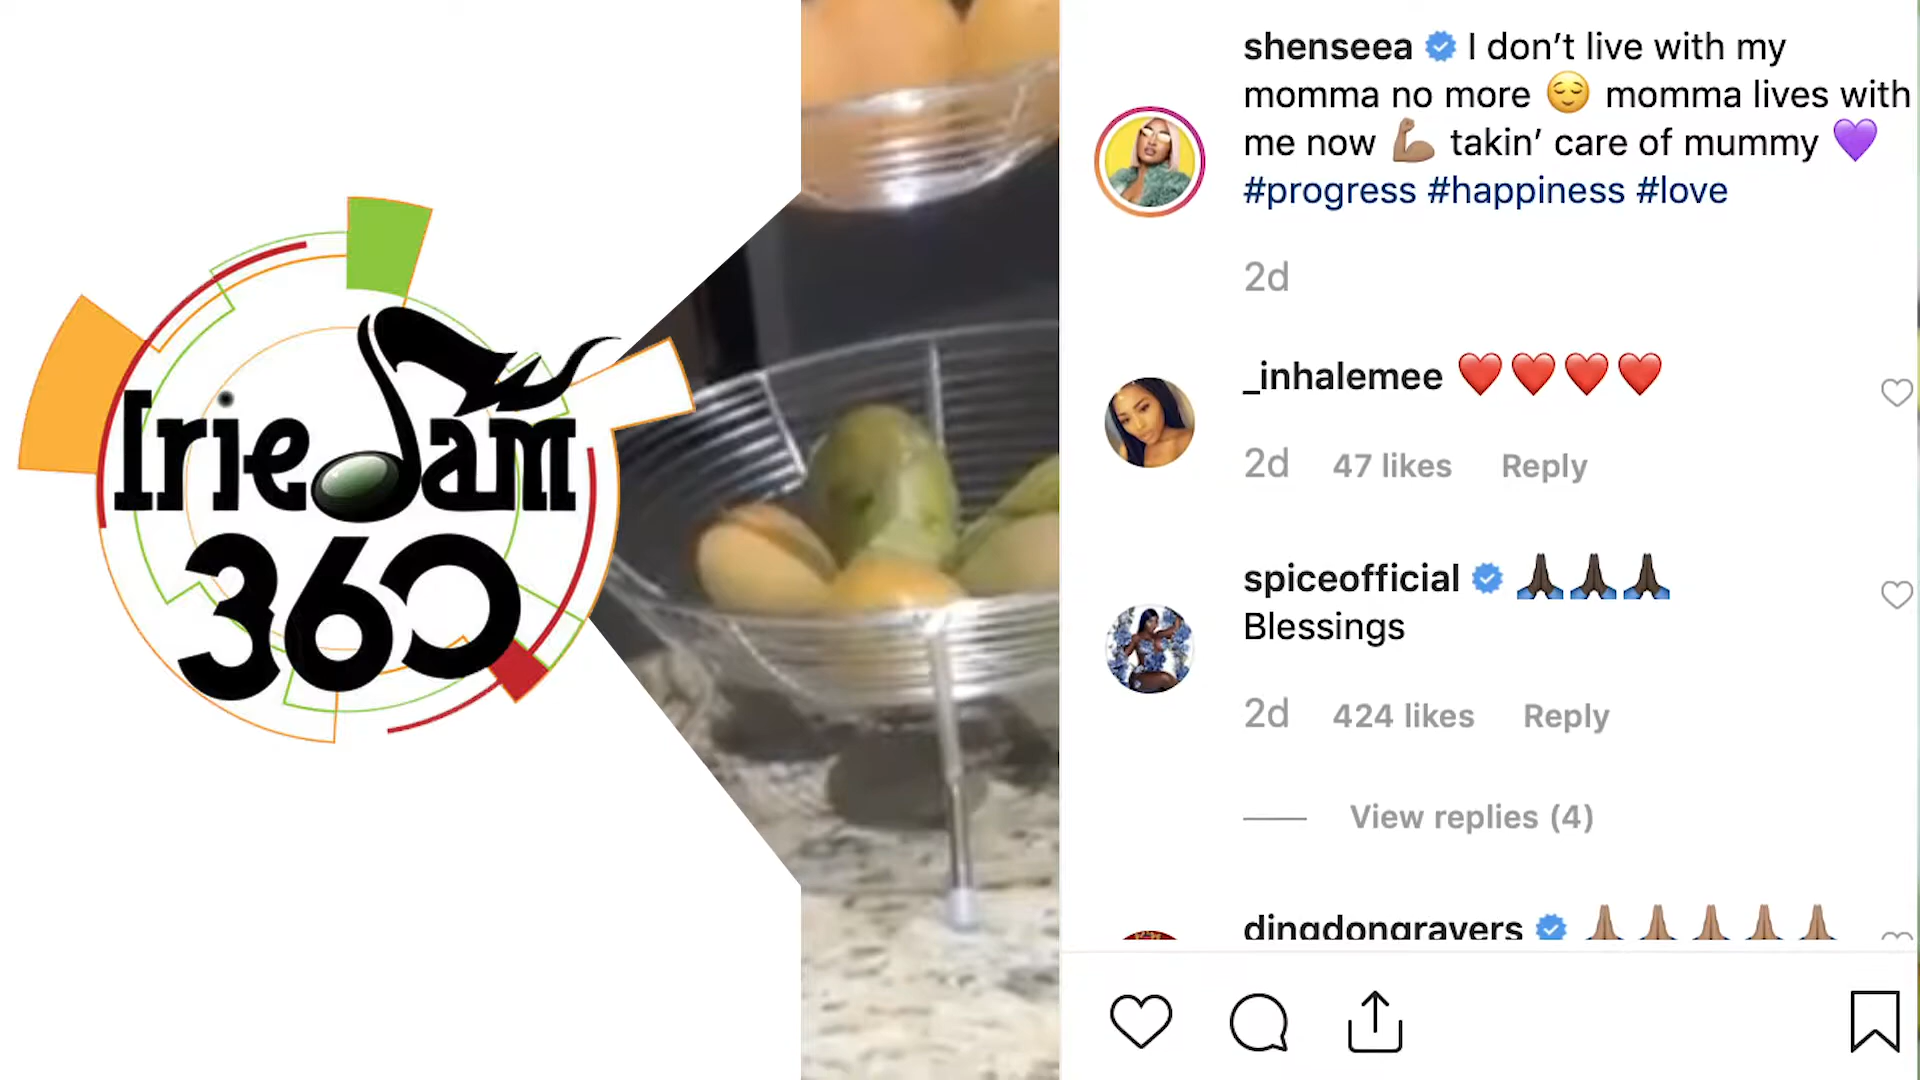 IrieJam
360
shenseea I don’t live with my
momma no more 😌 momma lives with
me now 💪🏽 takin’ care of mummy 💜
#progress #happiness #love
2d
_inhalemee ❤️❤️❤️❤️
2d 47 likes Reply
spiceofficial 🙏🏿🙏🏿🙏🏿
Blessings
2d 424 likes Reply
View replies (4)
dingdongravers 🙏🏽🙏🏽🙏🏽🙏🏽🙏🏽